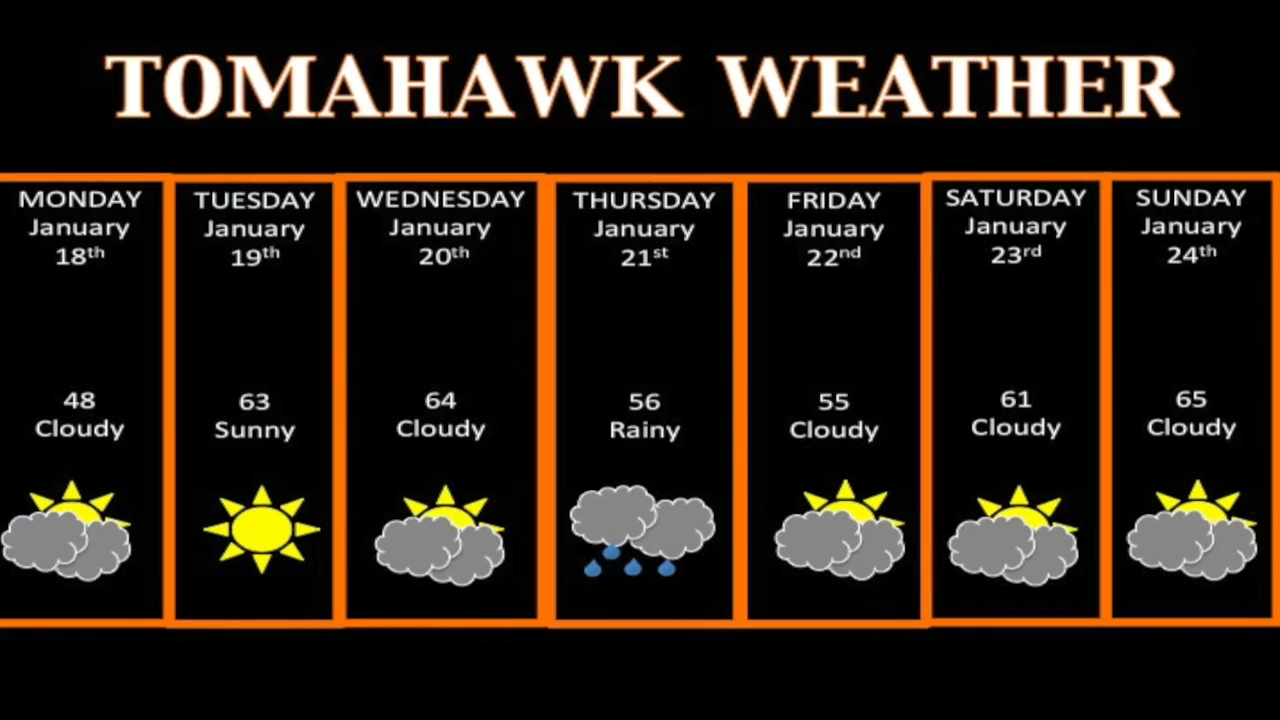 TOMAHAWK WEATHER
MONDAY
January
18th
48
Cloudy
TUESDAY
January
19th
63
Sunny
WEDNESDAY
January
20th
64
Cloudy
THURSDAY
January
21st
56
Rainy
FRIDAY
January
22nd
55
Cloudy
SATURDAY
January
23rd
61
Cloudy
SUNDAY
January
24th
65
Cloudy